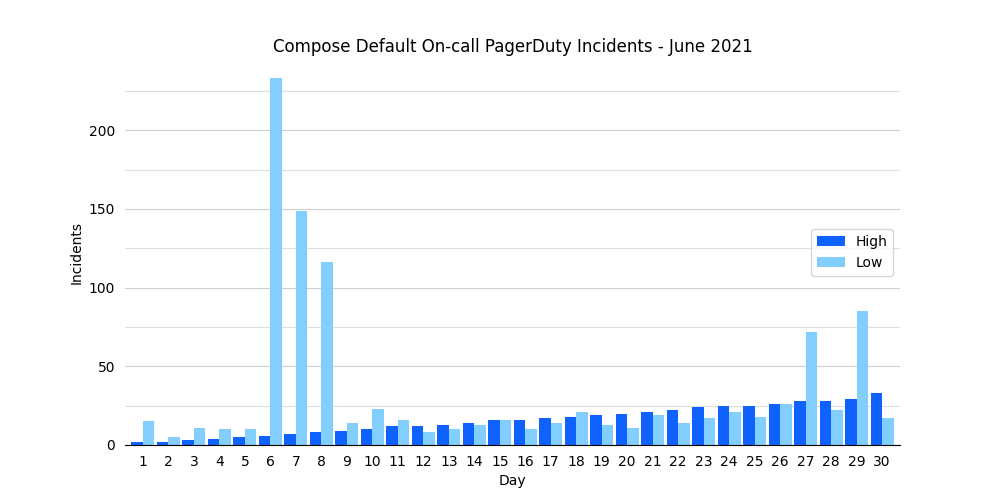 Compose Default On-call PagerDuty Incidents - June 2021
200
150
100
50
0
Incidents
High
Low
1 2 3 4 5 6 7 8 9 10 11 12 13 14 15 16 17 18 19 20 21 22 23 24 25 26 27 28 29 30
Day